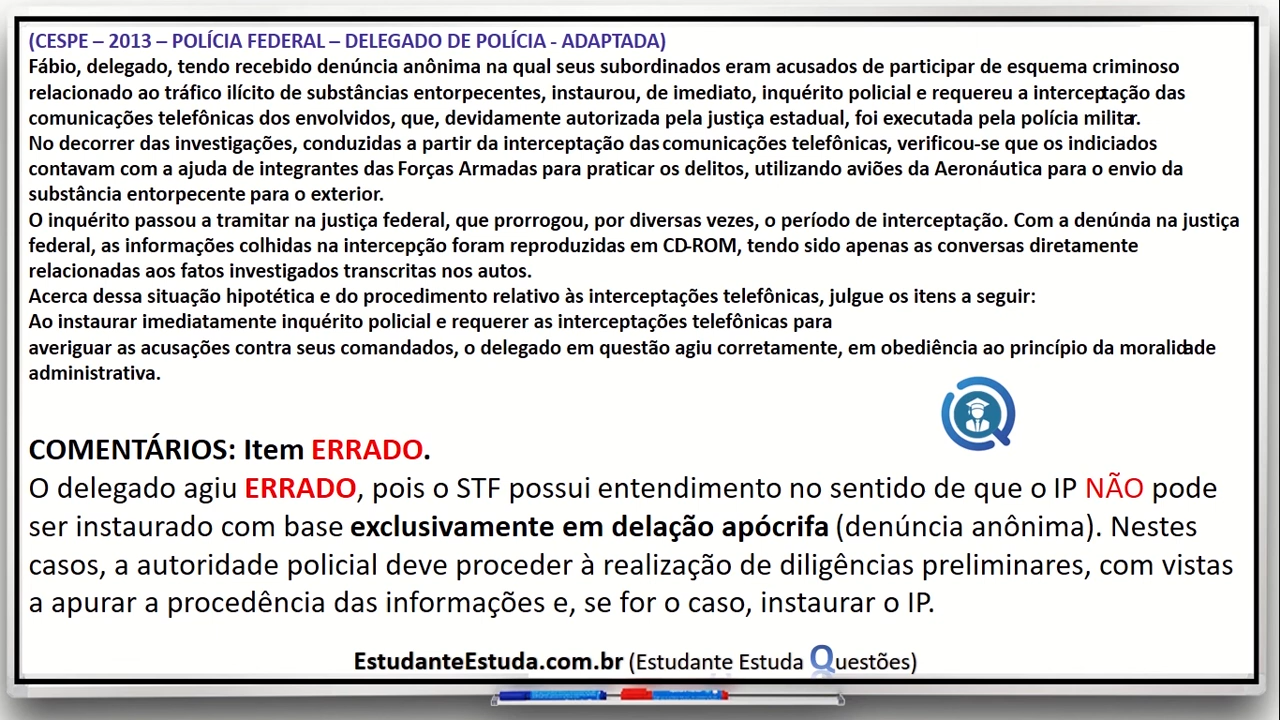 (CESPE – 2013 – POLÍCIA FEDERAL – DELEGADO DE POLÍCIA - ADAPTADA)
Fábio, delegado, tendo recebido denúncia anônima na qual seus subordinados eram acusados de participar de esquema criminoso
relacionado ao tráfico ilícito de substâncias entorpecentes, instaurou, de imediato, inquérito policial e requereu a interceptação das
comunicações telefônicas dos envolvidos, que, devidamente autorizada pela justiça estadual, foi executada pela polícia militar.
No decorrer das investigações, conduzidas a partir da interceptação das comunicações telefônicas, verificou-se que os indiciados
contavam com a ajuda de integrantes das Forças Armadas para praticar os delitos, utilizando aviões da Aeronáutica para o envio da
substância entorpecente para o exterior.
O inquérito passou a tramitar na justiça federal, que prorrogou, por diversas vezes, o período de interceptação. Com a denúncia na justiça
federal, as informações colhidas na intercepção foram reproduzidas em CD-ROM, tendo sido apenas as conversas diretamente
relacionadas aos fatos investigados transcritas nos autos.
Acerca dessa situação hipotética e do procedimento relativo às interceptações telefônicas, julgue os itens a seguir:
Ao instaurar imediatamente inquérito policial e requerer as interceptações telefônicas para
averiguar as acusações contra seus comandados, o delegado em questão agiu corretamente, em obediência ao princípio da moralidade
administrativa.
COMENTÁRIOS: Item ERRADO.
O delegado agiu ERRADO, pois o STF possui entendimento no sentido de que o IP NÃO pode
ser instaurado com base exclusivamente em delação apócrifa (denúncia anônima). Nestes
casos, a autoridade policial deve proceder à realização de diligências preliminares, com vistas
a apurar a procedência das informações e, se for o caso, instaurar o IP.
EstudanteEstuda.com.br (Estudante Estuda Questões)